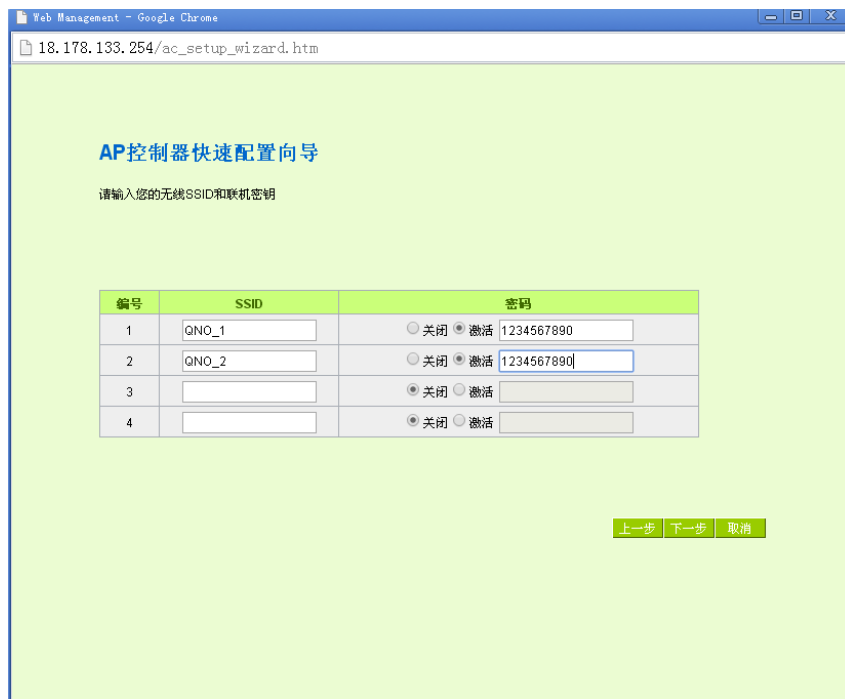 Web Management - Google Chrome
18.178.133.254/ac_setup_wizard.htm
AP控制器快速配置向导
请输入您的无线SSID和联机密钥
编号 SSID 密码
1 QNO_1 关闭 激活 1234567890
2 QNO_2 关闭 激活 1234567890
3 关闭 激活
4 关闭 激活
上一步 下一步 取消